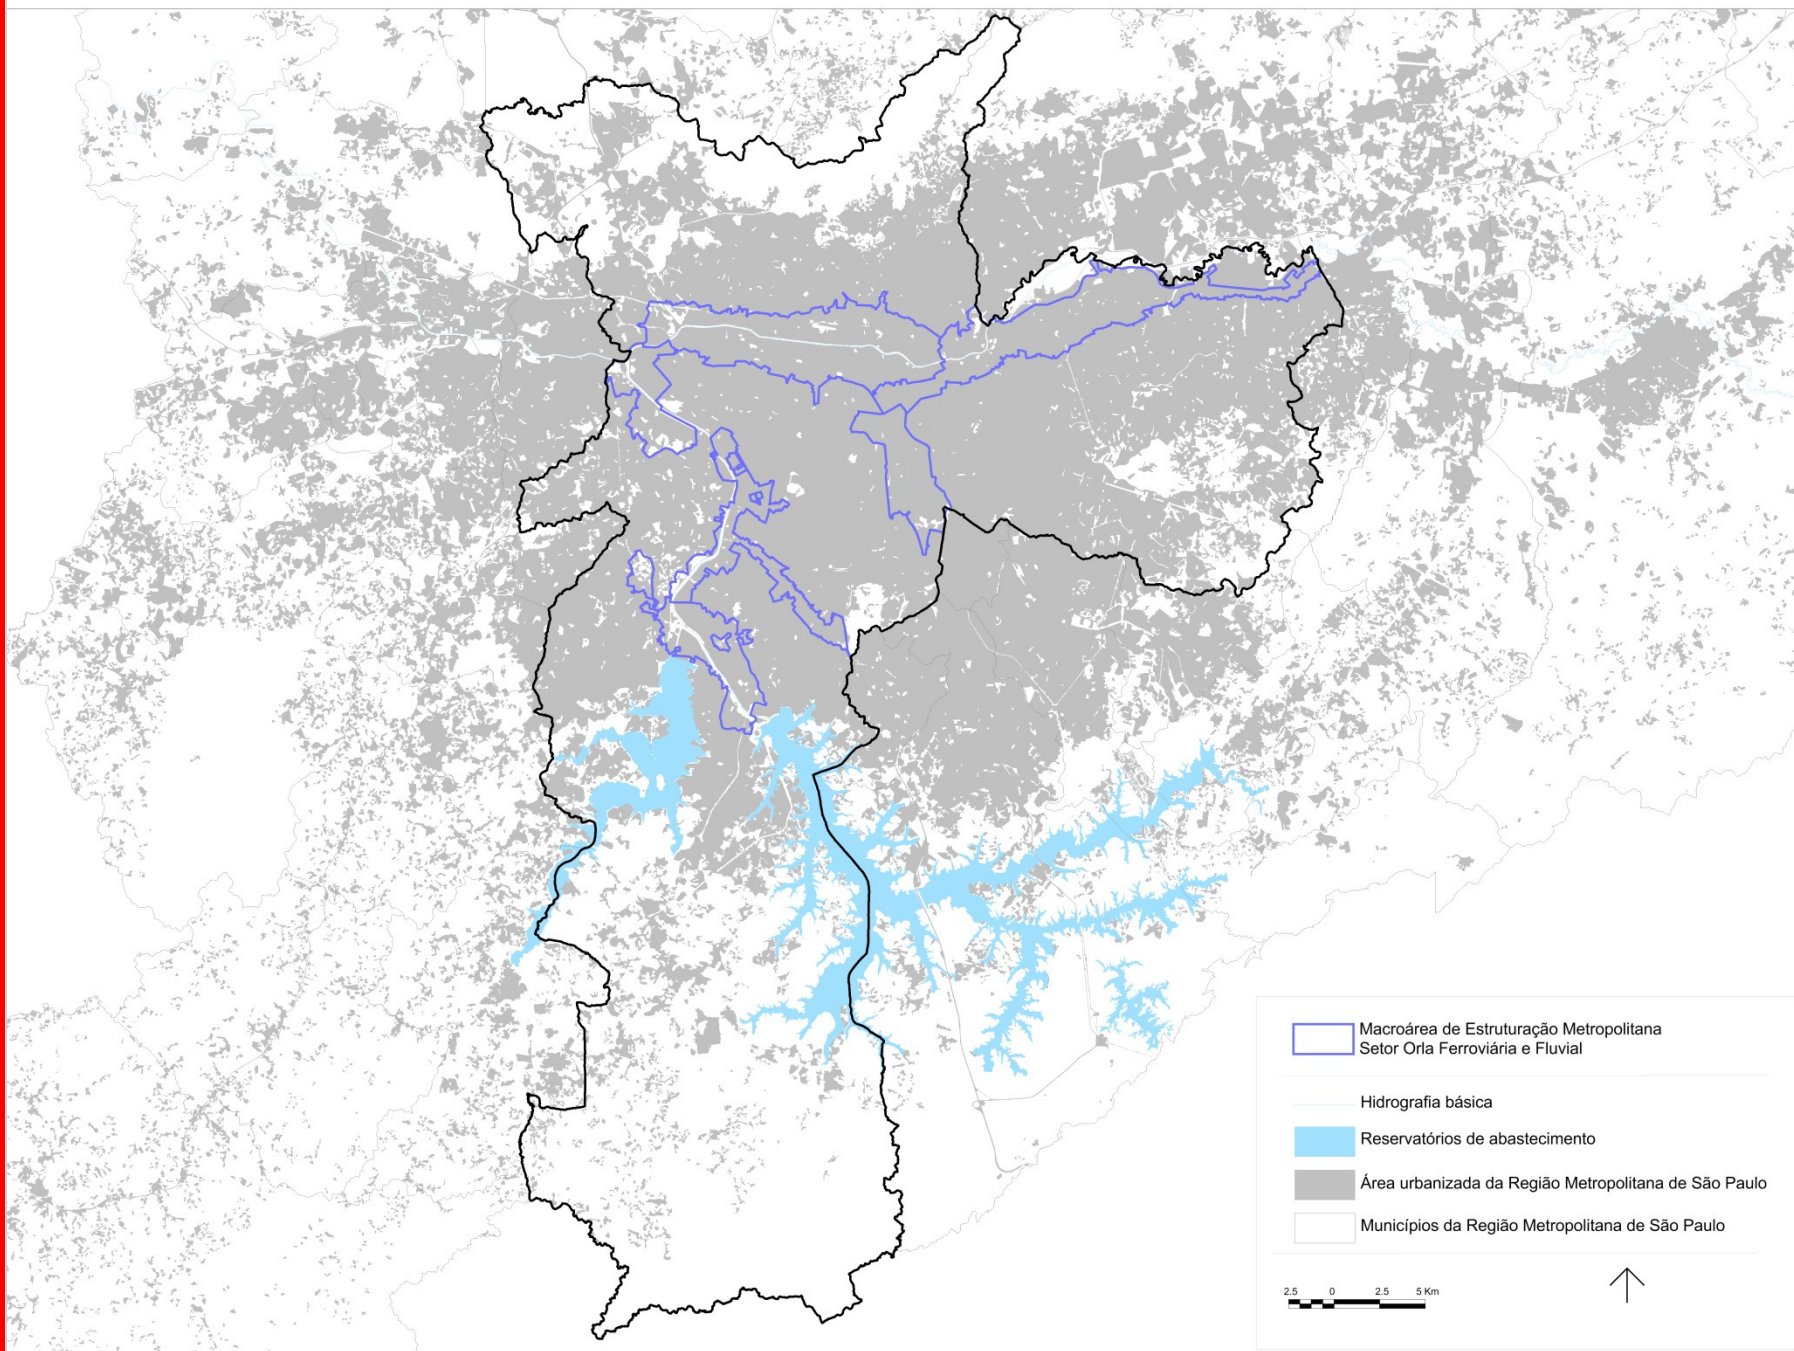 Macroárea de Estruturação Metropolitana
Setor Orla Ferroviária e Fluvial
Hidrografia básica
Reservatórios de abastecimento
Área urbanizada da Região Metropolitana de São Paulo
Municípios da Região Metropolitana de São Paulo
2.5 0 2.5 5 Km